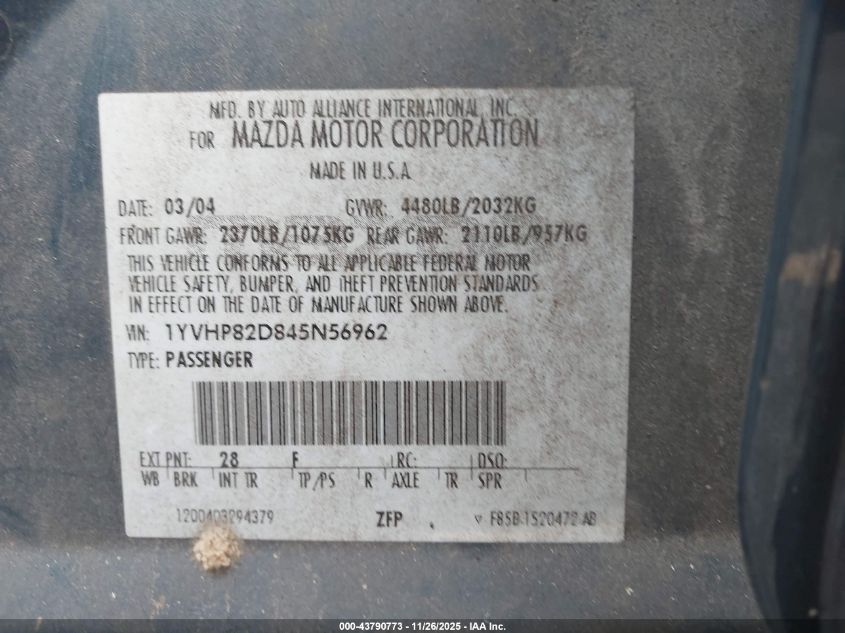 MFD. BY AUTO ALLIANCE INTERNATIONAL, INC.
FOR MAZDA MOTOR CORPORATION
MADE IN U.S.A
DATE: 03/04 GVWR: 4480LB/2032KG
FRONT GAWR: 2370LB/1075KG REAR GAWR: 2110LB/957KG
THIS VEHICLE CONFORMS TO ALL APPLICABLE FEDERAL MOTOR
VEHICLE SAFETY, BUMPER, AND THEFT PREVENTION STANDARDS
IN EFFECT ON THE DATE OF MANUFACTURE SHOWN ABOVE.
VIN: 1YVHP82D845N56962
TYPE: PASSENGER
EXT PNT: 28 F RC: DSO:
WB BRK INT TR TP/PS R AXLE TR SPR
1200403294379 ZFP F85B-1520472-AB
000-43790773 - 11/26/2025 - IAA Inc.